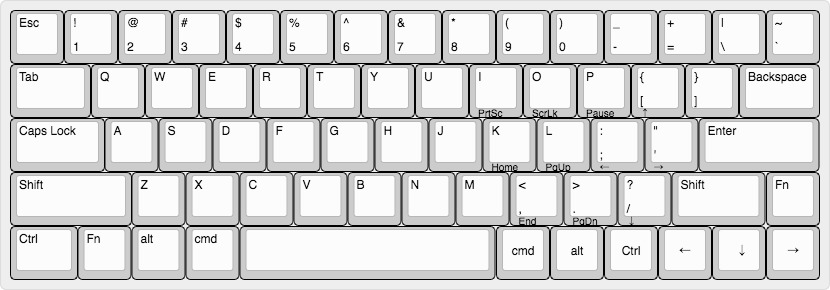 Esc ! @ # $ % ^ & * ( ) _ + | ~
1 2 3 4 5 6 7 8 9 0 - = \ `
Tab Q W E R T Y U I O P { } Backspace
[ ]
PrtSc ScrLk Pause ↑
Caps Lock A S D F G H J K L : " Enter
; '
Home PgUp ← →
Shift Z X C V B N M < > ? Shift Fn
, . /
End PgDn ↓
Ctrl Fn alt cmd cmd alt Ctrl ← ↓ →